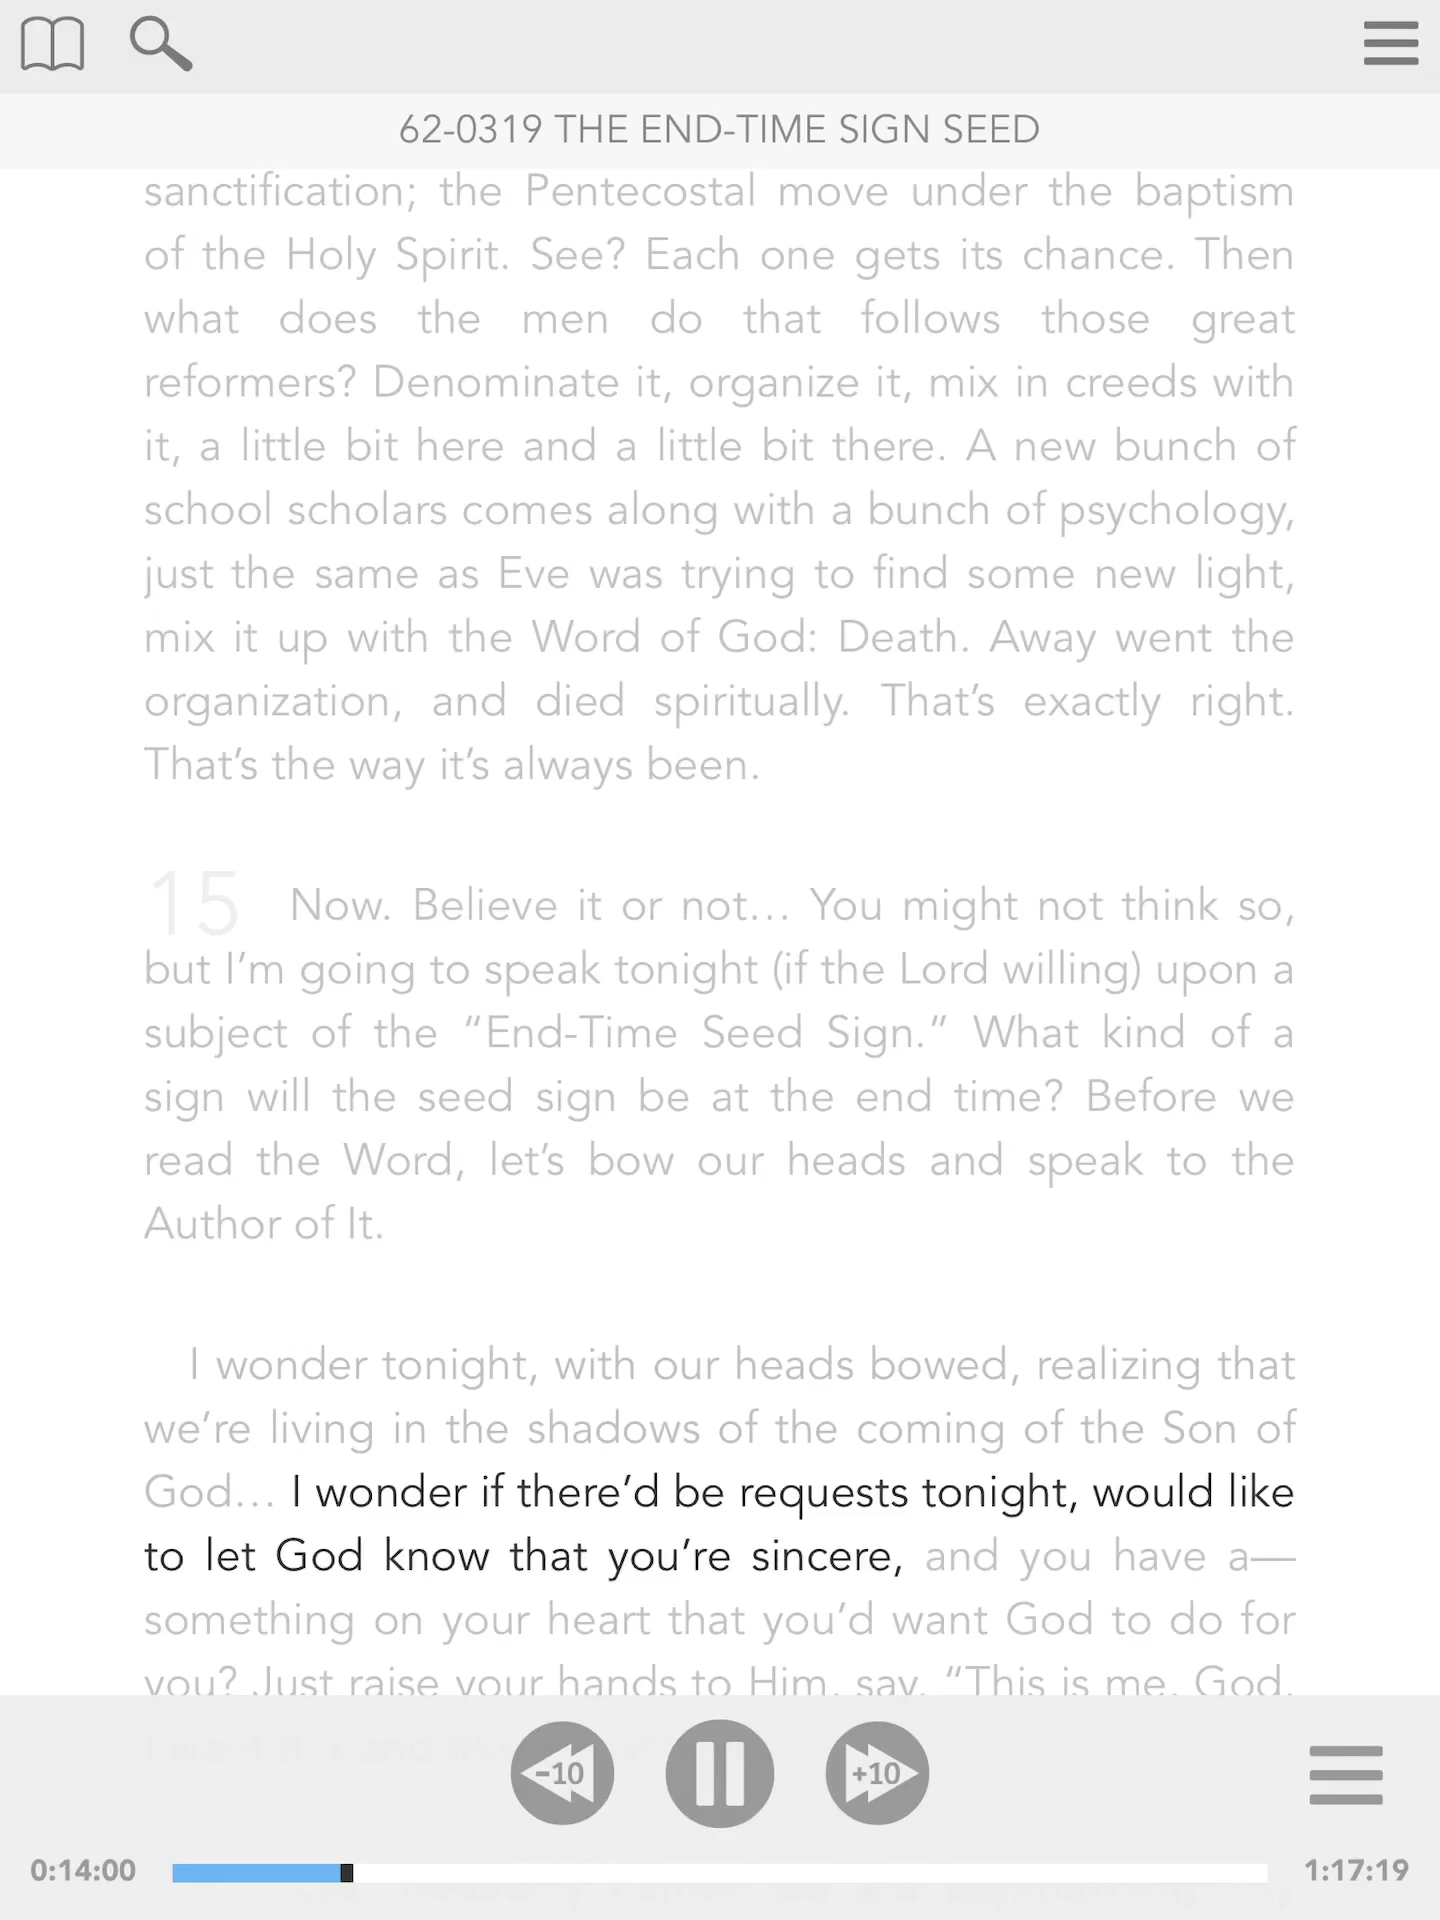 62-0319 THE END-TIME SIGN SEED
sanctification; the Pentecostal move under the baptism
of the Holy Spirit. See? Each one gets its chance. Then
what does the men do that follows those great
reformers? Denominate it, organize it, mix in creeds with
it, a little bit here and a little bit there. A new bunch of
school scholars comes along with a bunch of psychology,
just the same as Eve was trying to find some new light,
mix it up with the Word of God: Death. Away went the
organization, and died spiritually. That’s exactly right.
That’s the way it’s always been.
15 Now. Believe it or not… You might not think so,
but I’m going to speak tonight (if the Lord willing) upon a
subject of the “End-Time Seed Sign.” What kind of a
sign will the seed sign be at the end time? Before we
read the Word, let’s bow our heads and speak to the
Author of It.
I wonder tonight, with our heads bowed, realizing that
we’re living in the shadows of the coming of the Son of
God… I wonder if there’d be requests tonight, would like
to let God know that you’re sincere, and you have a—
something on your heart that you’d want God to do for
you? Just raise your hands to Him, say, “This is me, God.
-10 +10
0:14:00 1:17:19